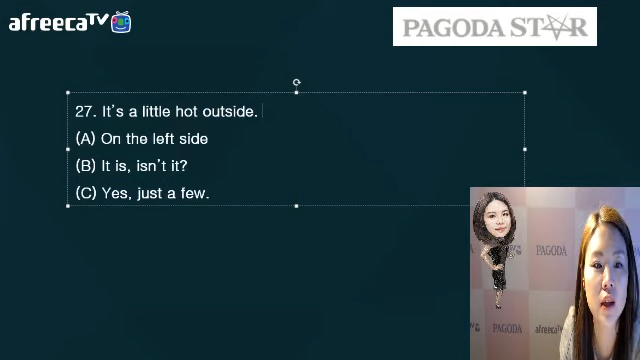 afreecaTV
PAGODA STAR
27. It's a little hot outside.
(A) On the left side
(B) It is, isn't it?
(C) Yes, just a few.
PAGODA
PAGODA
afreecaTV